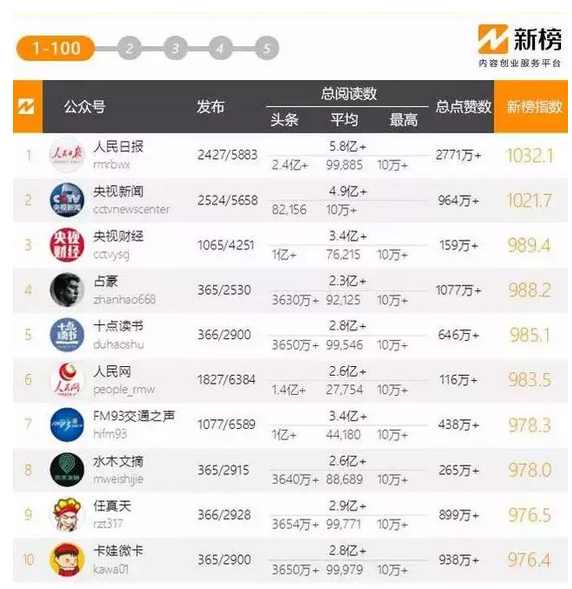 1-100 2 3 4 5
新榜
内容创业服务平台
公众号 发布 总阅读数 总点赞数 新榜指数
头条 平均 最高
1 人民日报 rmrbwx 2427/5883 5.8亿+ 2771万+ 1032.1
2.4亿+ 99,885 10万+
2 央视新闻 cctvnewscenter 2524/5658 4.9亿+ 964万+ 1021.7
82,156 10万+
3 央视财经 cctvysg 1065/4251 3.4亿+ 159万+ 989.4
1亿+ 76,215 10万+
4 占豪 zhanhao668 365/2530 2.3亿+ 1077万+ 988.2
3630万+ 92,125 10万+
5 十点读书 duhaoshu 366/2900 2.8亿+ 646万+ 985.1
3650万+ 99,546 10万+
6 人民网 people_rmw 1827/6384 2.6亿+ 116万+ 983.5
1.4亿+ 27,754 10万+
7 FM93交通之声 hifm93 1077/6589 3.4亿+ 438万+ 978.3
1亿+ 44,180 10万+
8 水木文摘 mweishijie 365/2915 2.6亿+ 265万+ 978.0
3640万+ 88,689 10万+
9 任真天 rzt317 366/2928 2.9亿+ 899万+ 976.5
3654万+ 99,771 10万+
10 卡娃微卡 kawa01 365/2900 2.8亿+ 938万+ 976.4
3650万+ 99,979 10万+